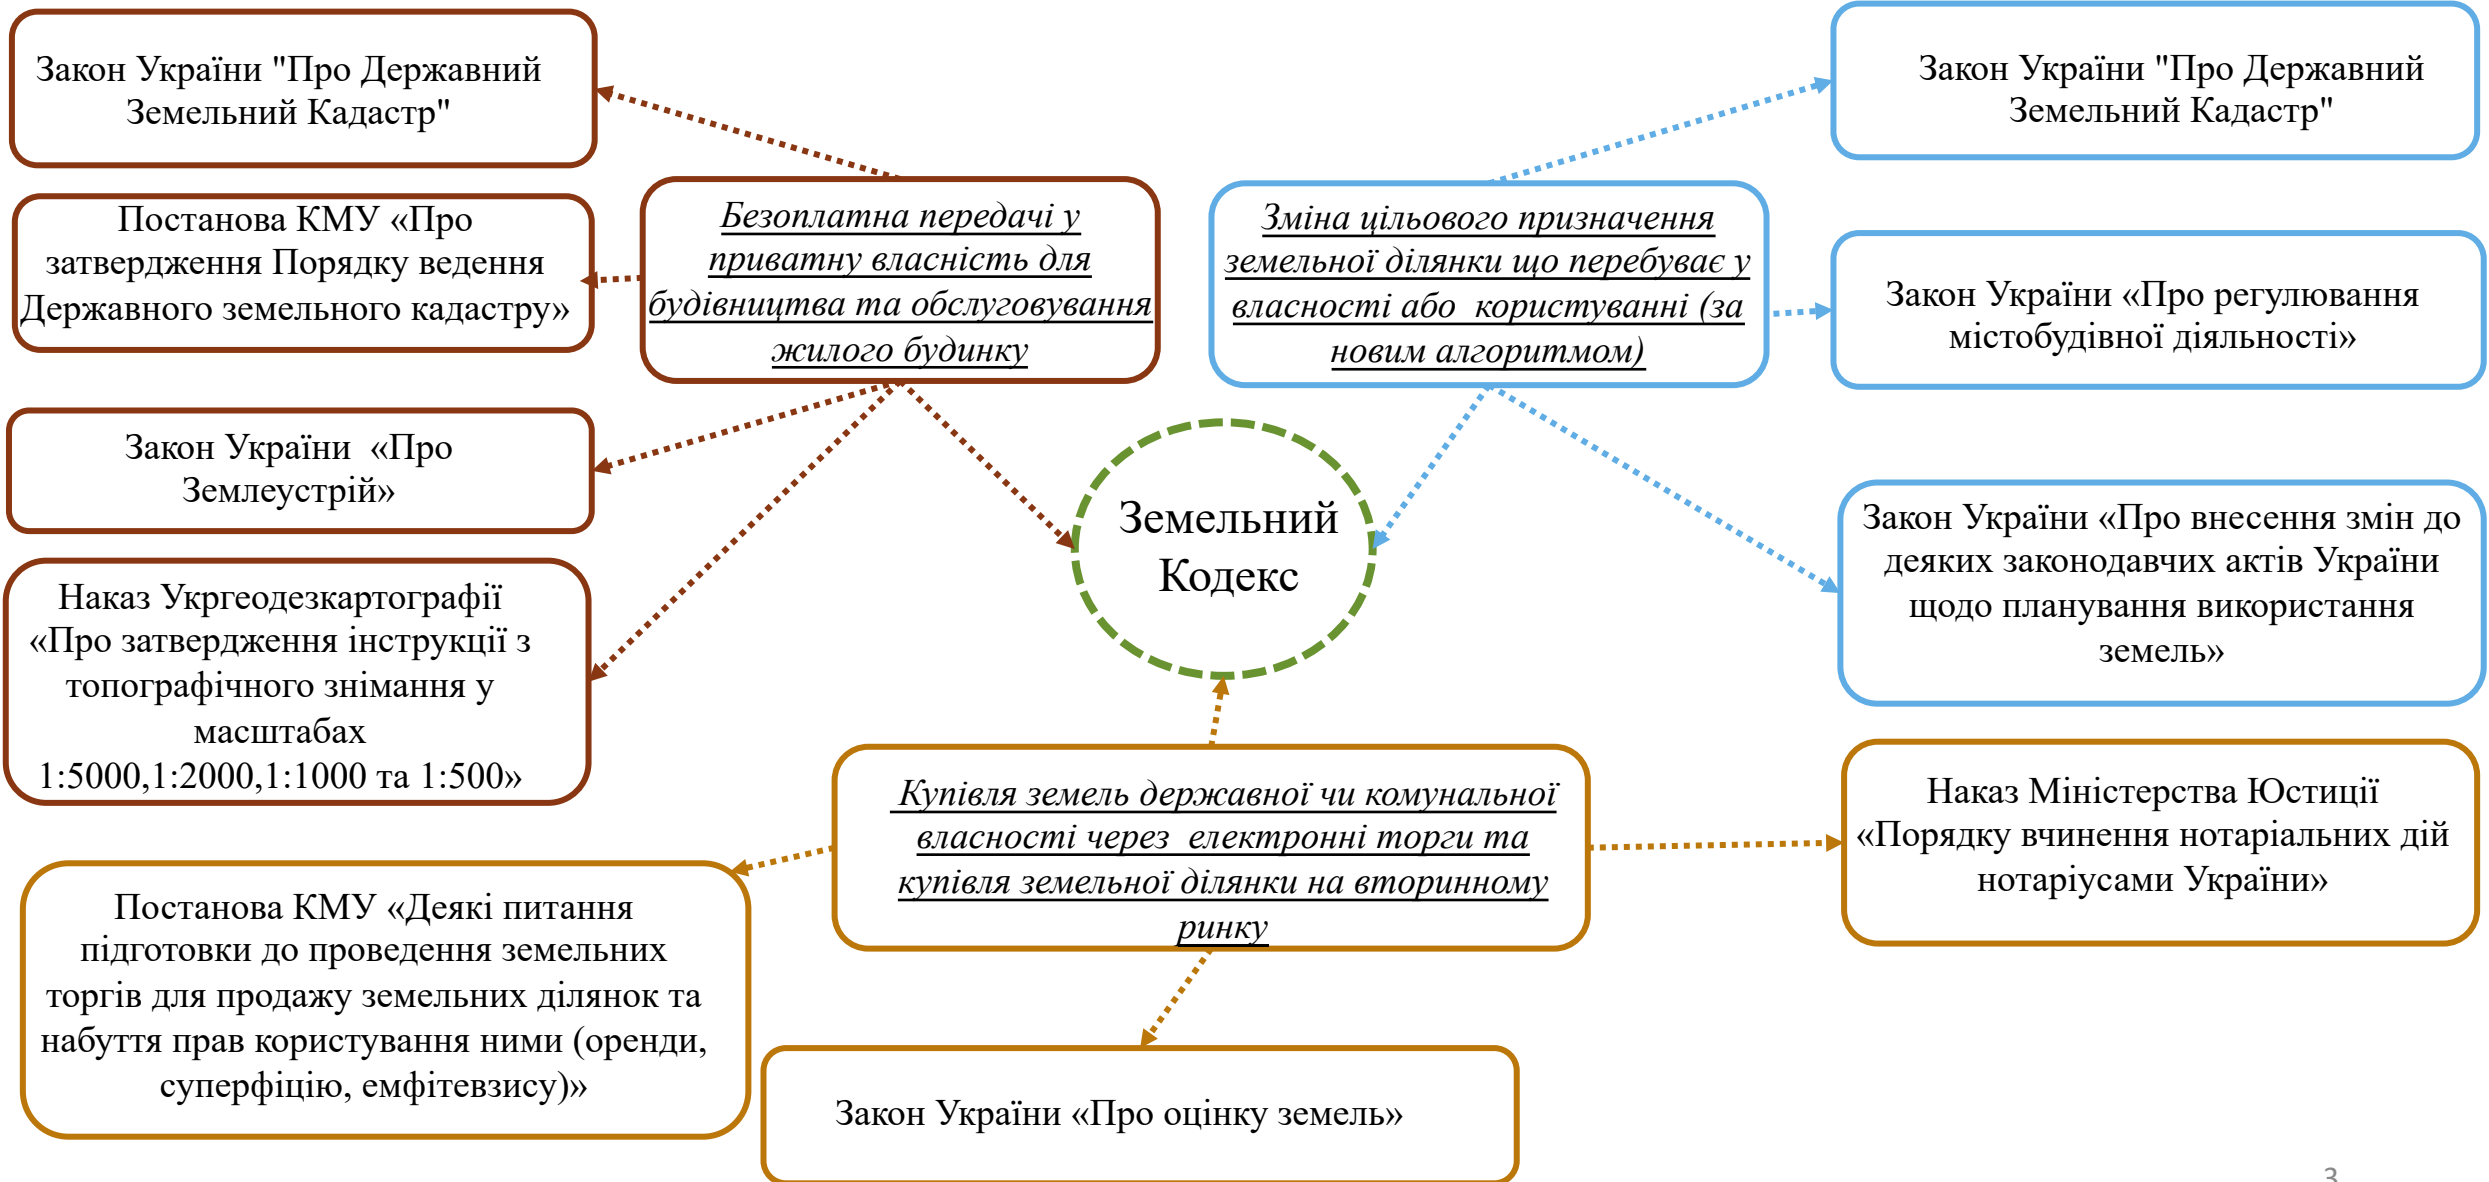 Закон України "Про Державний
Земельний Кадастр"
Постанова КМУ «Про
затвердження Порядку ведення
Державного земельного кадастру»
Закон України «Про
Землеустрій»
Наказ Укргеодезкартографії
«Про затвердження інструкції з
топографічного знімання у
масштабах
1:5000,1:2000,1:1000 та 1:500»
Безоплатна передачі у
приватну власність для
будівництва та обслуговування
жилого будинку
Зміна цільового призначення
земельної ділянки що перебуває у
власності або користуванні (за
новим алгоритмом)
Закон України "Про Державний
Земельний Кадастр"
Закон України «Про регулювання
містобудівної діяльності»
Закон України «Про внесення змін до
деяких законодавчих актів України
щодо планування використання
земель»
Земельний
Кодекс
Купівля земель державної чи комунальної
власності через електронні торги та
купівля земельної ділянки на вторинному
ринку
Наказ Міністерства Юстиції
«Порядку вчинення нотаріальних дій
нотаріусами України»
Постанова КМУ «Деякі питання
підготовки до проведення земельних
торгів для продажу земельних ділянок та
набуття прав користування ними (оренди,
суперфіцію, емфітевзису)»
Закон України «Про оцінку земель»
3